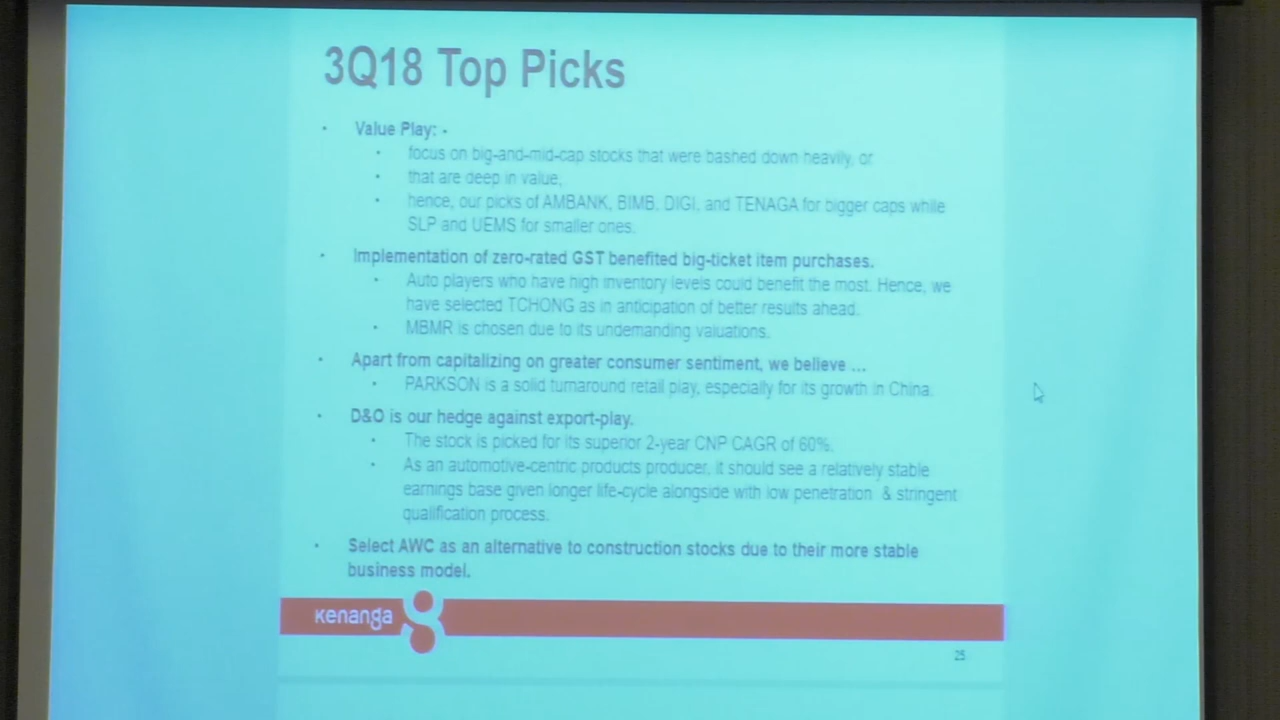 3Q18 Top Picks
• Value Play: -
• focus on big-and-mid-cap stocks that were bashed down heavily, or
• that are deep in value,
• hence, our picks of AMBANK, BIMB, DIGI, and TENAGA for bigger caps while
SLP and UEMS for smaller ones.
• Implementation of zero-rated GST benefited big-ticket item purchases.
• Auto players who have high inventory levels could benefit the most. Hence, we
have selected TCHONG as in anticipation of better results ahead.
• MBMR is chosen due to its undemanding valuations.
• Apart from capitalizing on greater consumer sentiment, we believe ...
• PARKSON is a solid turnaround retail play, especially for its growth in China.
• D&O is our hedge against export-play.
• The stock is picked for its superior 2-year CNP CAGR of 60%.
• As an automotive-centric products producer, it should see a relatively stable
earnings base given longer life-cycle alongside with low penetration & stringent
qualification process.
• Select AWC as an alternative to construction stocks due to their more stable
business model.
kenanga
25